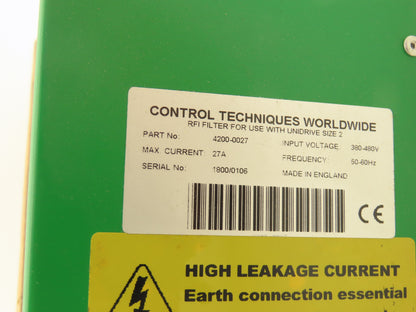 CONTROL TECHNIQUES WORLDWIDE
RFI FILTER FOR USE WITH UNIDRIVE SIZE 2
PART No: 4200-0027 INPUT VOLTAGE: 380-480V
MAX. CURRENT: 27A FREQUENCY: 50-60Hz
SERIAL No: 1800/0106 MADE IN ENGLAND
CE
HIGH LEAKAGE CURRENT
Earth connection essential